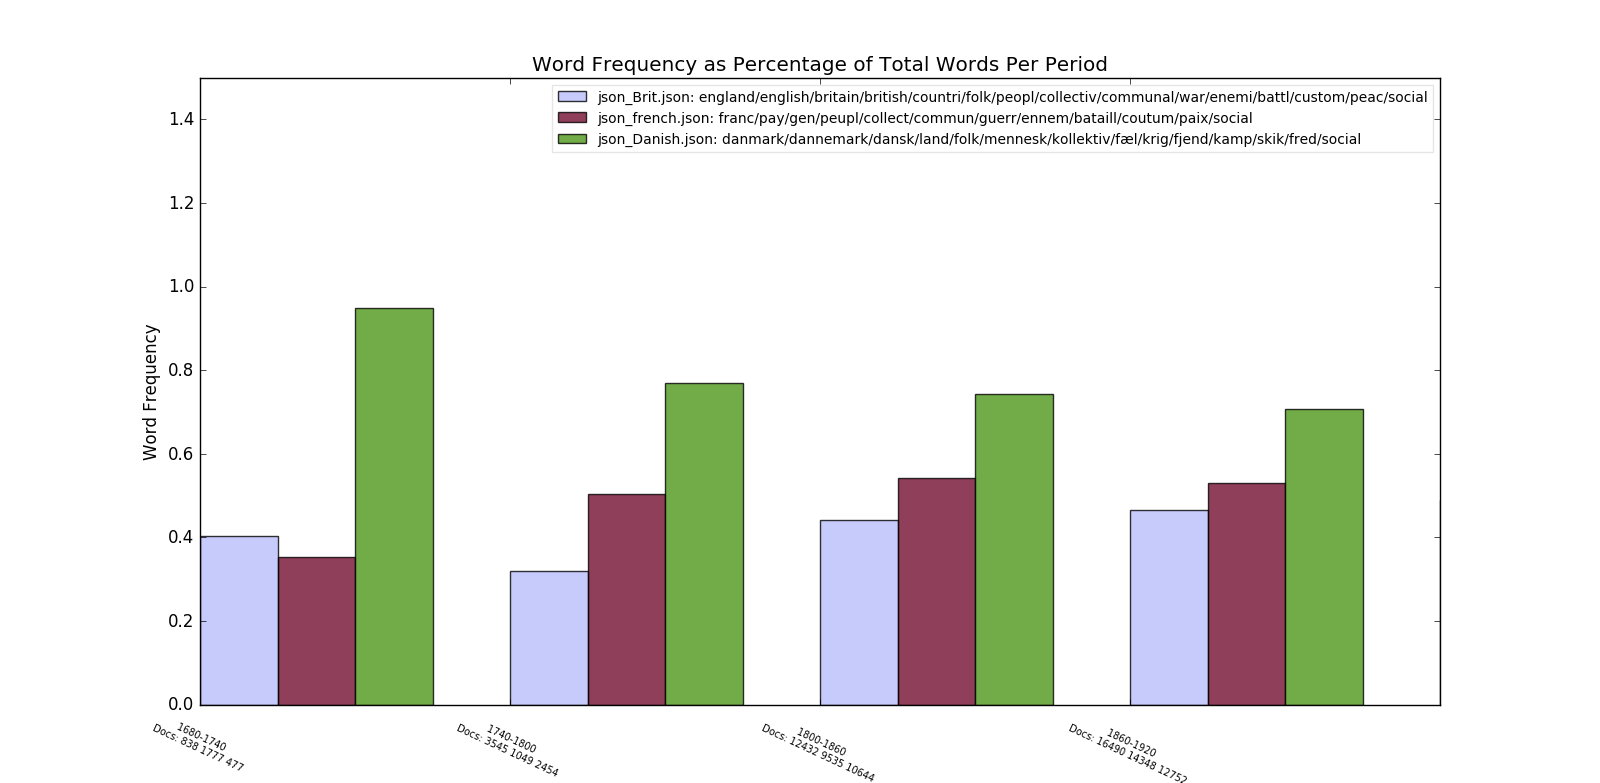 Word Frequency as Percentage of Total Words Per Period
json_Brit.json: england/english/britain/british/countri/folk/peopl/collectiv/communal/war/enemi/battl/custom/peac/social
json_french.json: franc/pay/gen/peupl/collect/commun/guerr/ennem/bataill/coutum/paix/social
json_Danish.json: danmark/dannemark/dansk/land/folk/mennesk/kollektiv/fæl/krig/fjend/kamp/skik/fred/social
Word Frequency
1.4
1.2
1.0
0.8
0.6
0.4
0.2
0.0
1680-1740
Docs: 838 1777 477
1740-1800
Docs: 3545 1049 2454
1800-1860
Docs: 12432 9535 10644
1860-1920
Docs: 16490 14348 12752